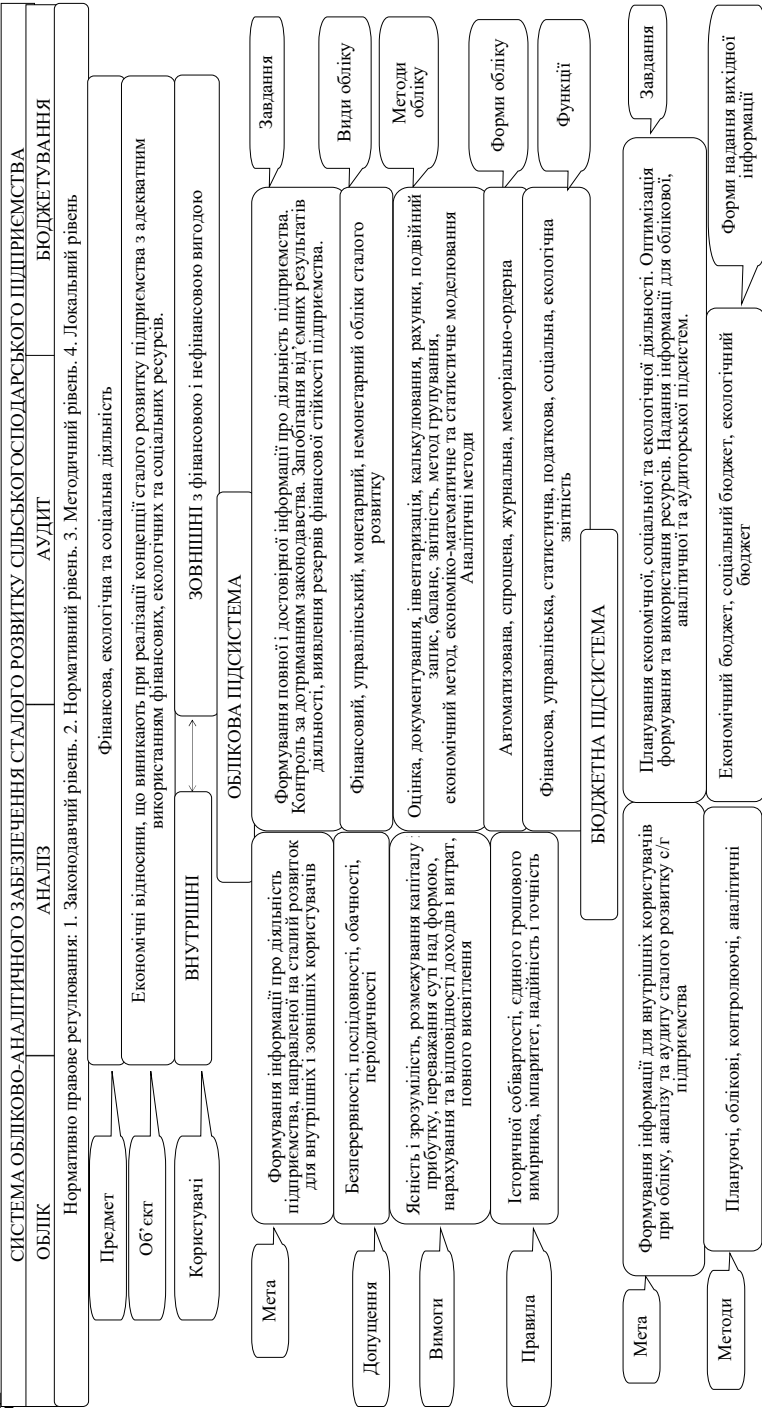 СИСТЕМА ОБЛІКОВО-АНАЛІТИЧНОГО ЗАБЕЗПЕЧЕННЯ СТАЛОГО РОЗВИТКУ СІЛЬСЬКОГОСПОДАРСЬКОГО ПІДПРИЄМСТВА
ОБЛІК
АНАЛІЗ
АУДИТ
БЮДЖЕТУВАННЯ
Нормативно правове регулювання: 1. Законодавчий рівень. 2. Нормативний рівень. 3. Методичний рівень. 4. Локальний рівень
Предмет
Фінансова, екологічна та соціальна діяльність
Об’єкт
Економічні відносини, що виникають при реалізації концепції сталого розвитку підприємства з адекватним
використанням фінансових, екологічних та соціальних ресурсів.
Користувачі
ВНУТРІШНІ
ЗОВНІШНІ з фінансовою і нефінансовою вигодою
ОБЛІКОВА ПІДСИСТЕМА
Мета
Формування інформації про діяльність
підприємства, направленої на сталий розвиток
для внутрішніх і зовнішніх користувачів
Формування повної і достовірної інформації про діяльність підприємства.
Контроль за дотриманням законодавства. Запобігання від’ємних результатів
діяльності, виявлення резервів фінансової стійкості підприємства.
Завдання
Допущення
Безперервності, послідовності, обачності,
періодичності
Фінансовий, управлінський, монетарний, немонетарний обліки сталого
розвитку
Види обліку
Вимоги
Ясність і зрозумілість, розмежування капіталу і
прибутку, переважання суті над формою,
нарахування та відповідності доходів і витрат,
повного висвітлення
Оцінка, документування, інвентаризація, калькулювання, рахунки, подвійний
запис, баланс, звітність, метод групування,
економічний метод, економіко-математичне та статистичне моделювання
Аналітичні методи
Методи
обліку
Правила
Історичної собівартості, єдиного грошового
вимірника, імпаритет, надійність і точність
Автоматизована, спрощена, журнальна, меморіально-ордерна
Форми обліку
Фінансова, управлінська, статистична, податкова, соціальна, екологічна
звітність
Функції
БЮДЖЕТНА ПІДСИСТЕМА
Мета
Формування інформації для внутрішніх користувачів
при обліку, аналізу та аудиту сталого розвитку с/г
підприємства
Планування економічної, соціальної та екологічної діяльності. Оптимізація
формування та використання ресурсів. Надання інформації для облікової,
аналітичної та аудиторської підсистем.
Завдання
Методи
Плануючі, облікові, контролюючі, аналітичні
Економічний бюджет, соціальний бюджет, екологічний
бюджет
Форми надання вихідної
інформації